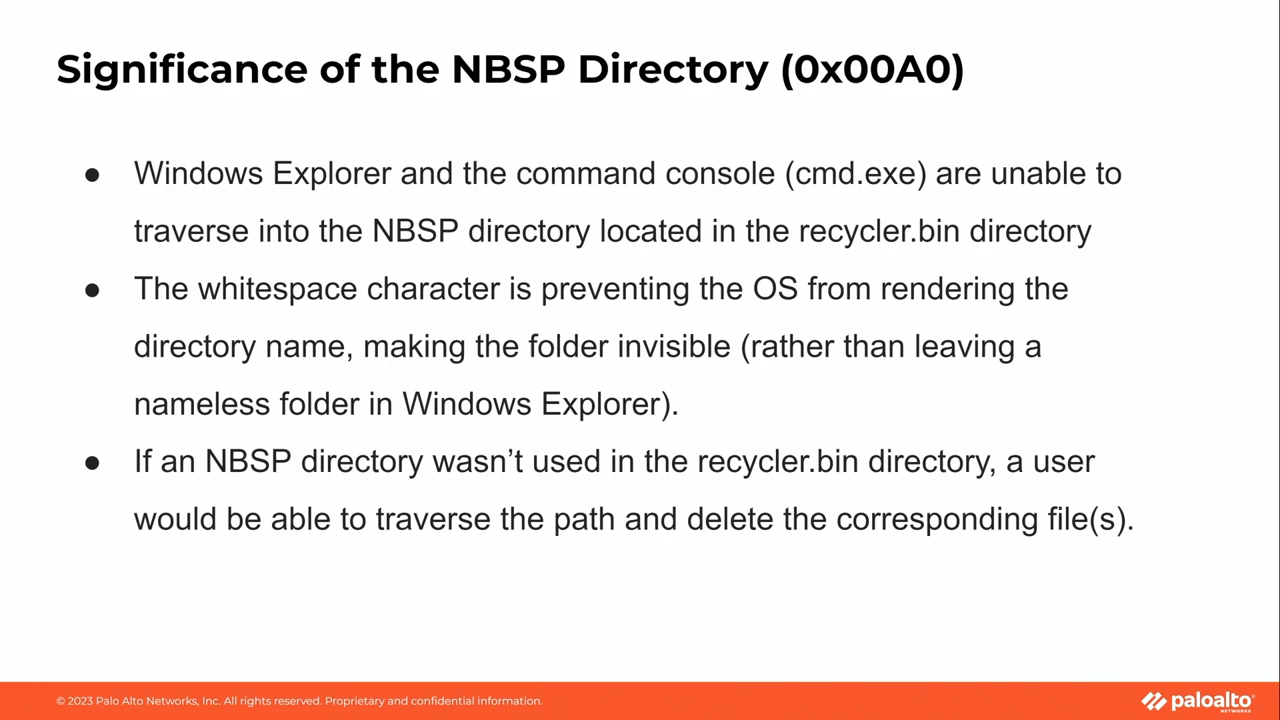 Significance of the NBSP Directory (0x00A0)
● Windows Explorer and the command console (cmd.exe) are unable to
traverse into the NBSP directory located in the recycler.bin directory
● The whitespace character is preventing the OS from rendering the
directory name, making the folder invisible (rather than leaving a
nameless folder in Windows Explorer).
● If an NBSP directory wasn’t used in the recycler.bin directory, a user
would be able to traverse the path and delete the corresponding file(s).
© 2023 Palo Alto Networks, Inc. All rights reserved. Proprietary and confidential information.
paloalto
NETWORKS